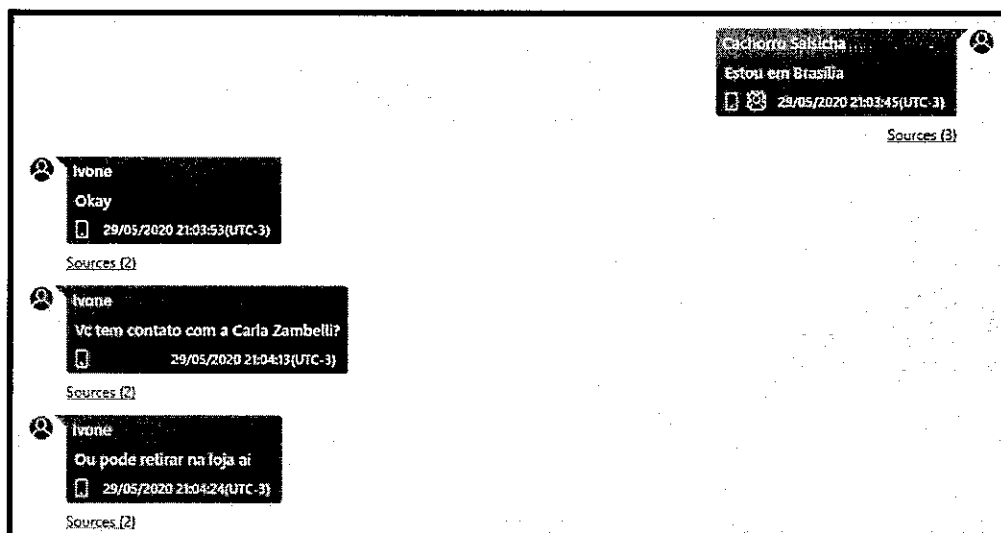 Cachorro Salsicha
Estou em Brasília
29/05/2020 21:03:45(UTC-3)
Sources (3)
Ivone
Okay
29/05/2020 21:03:53(UTC-3)
Sources (2)
Ivone
Vc tem contato com a Carla Zambelli?
29/05/2020 21:04:13(UTC-3)
Sources (2)
Ivone
Ou pode retirar na loja ai
29/05/2020 21:04:24(UTC-3)
Sources (2)